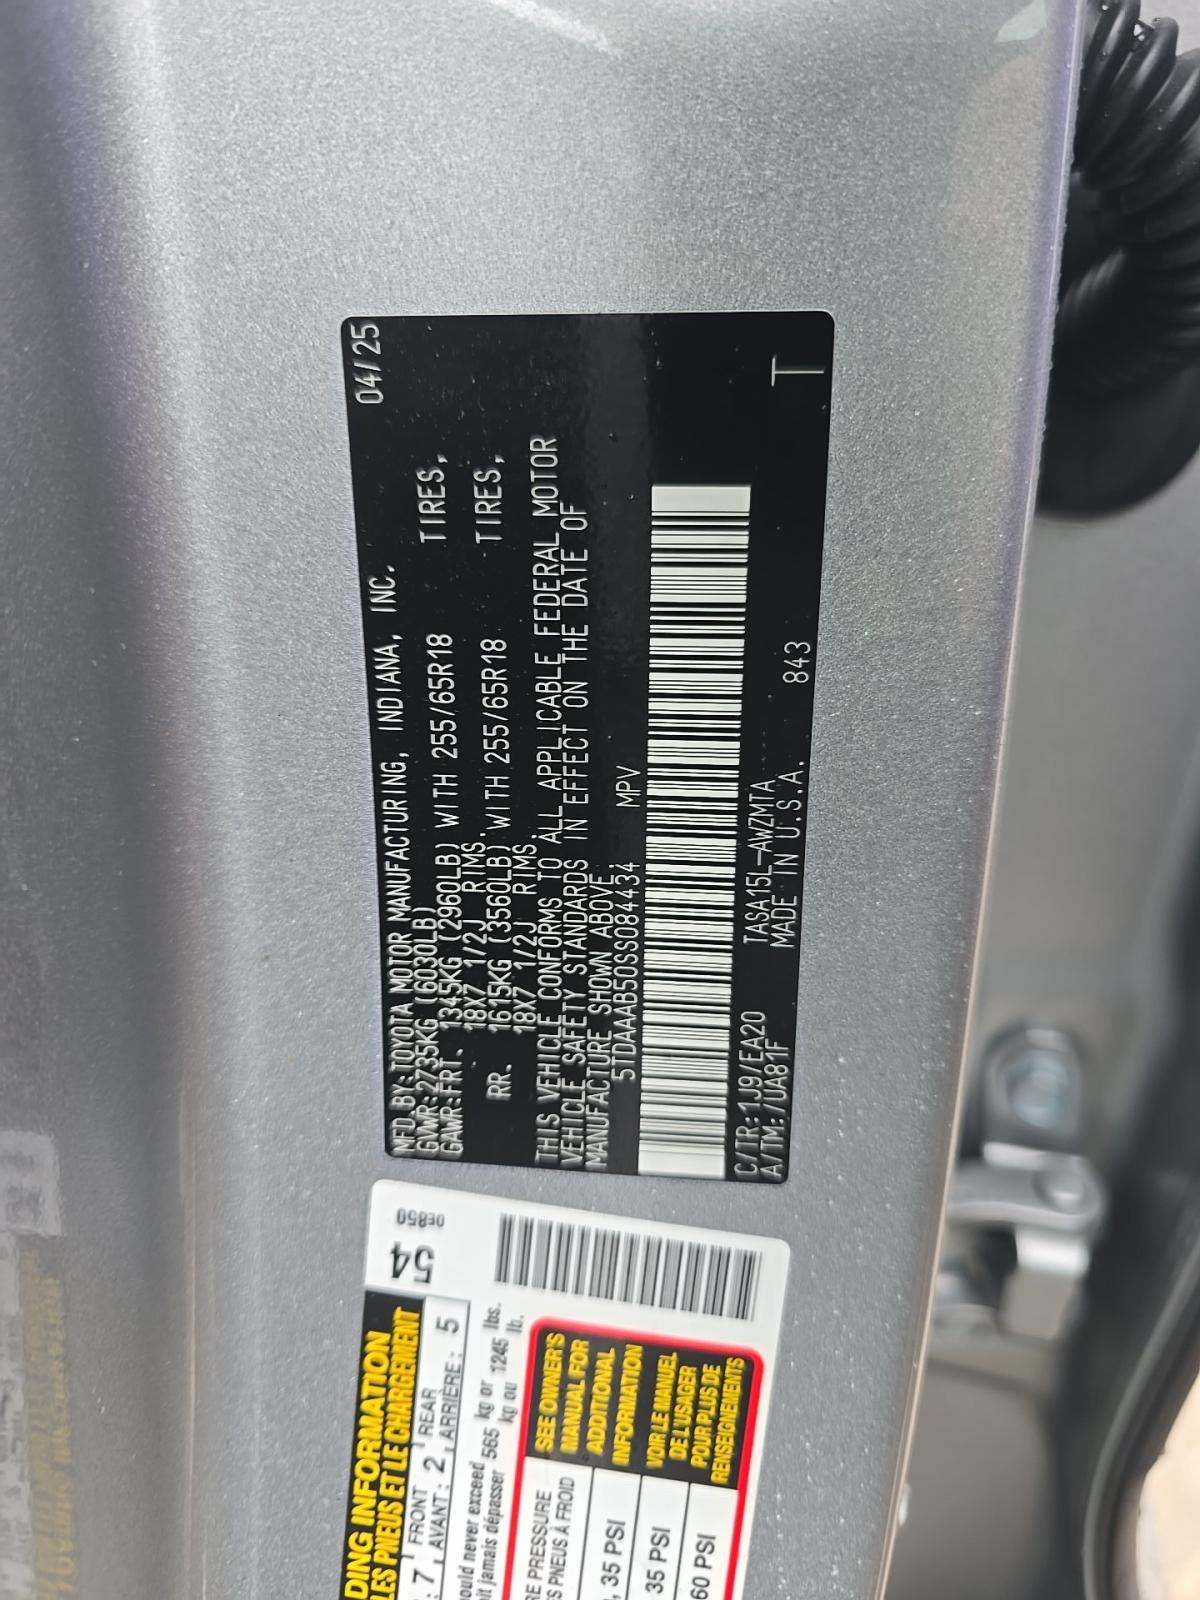 04/25
MFD BY:TOYOTA MOTOR MANUFACTURING, INDIANA, INC.
GVWR:2735KG (6030LB)
GAWR:FRT. 1345KG (2960LB) WITH 255/65R18 TIRES,
18X7 1/2J RIMS.
RR. 1615KG (3560LB) WITH 255/65R18 TIRES,
18X7 1/2J RIMS.
THIS VEHICLE CONFORMS TO ALL APPLICABLE FEDERAL MOTOR
VEHICLE SAFETY STANDARDS IN EFFECT ON THE DATE OF
MANUFACTURE SHOWN ABOVE.
5TDAAAB50SS084434 MPV
C/TR:1J9/EA20 TASA15L-AWZMTA
A/TM:/UA81F MADE IN U.S.A. 843
T
54
0E850
DING INFORMATION
LES PNEUS ET LE CHARGEMENT
: 7 FRONT 2 REAR 5
AVANT: 2 ARRIÈRE: 5
ould never exceed 565 kg or 1245 lbs.
it jamais dépasser kg ou lb.
RE PRESSURE
S PNEUS À FROID
35 PSI
35 PSI
60 PSI
SEE OWNER'S
MANUAL FOR
ADDITIONAL
INFORMATION
VOIR LE MANUEL
DE L'USAGER
POUR PLUS DE
RENSEIGNEMENTS